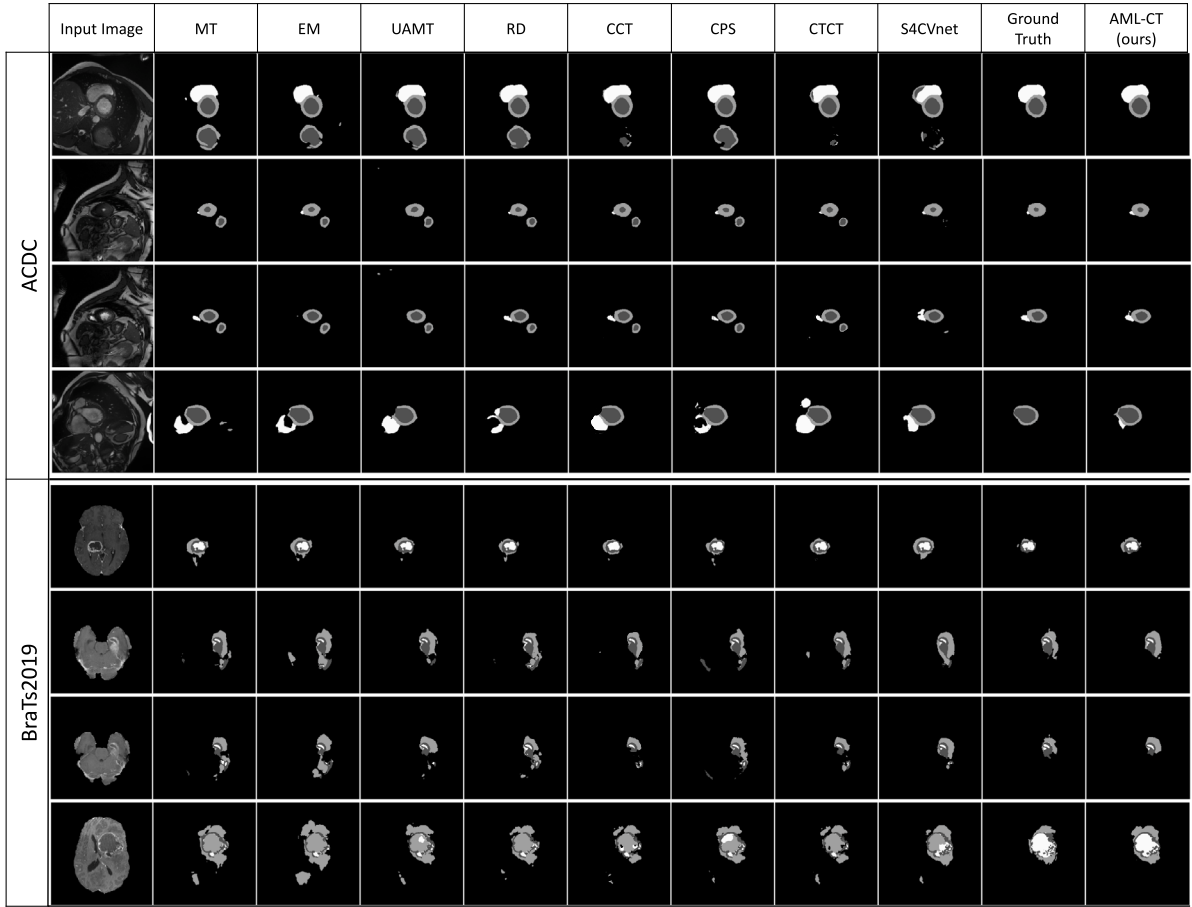 Input Image
MT
EM
UAMT
RD
CCT
CPS
CTCT
S4CVnet
Ground
Truth
AML-CT
(ours)
ACDC
BraTs2019